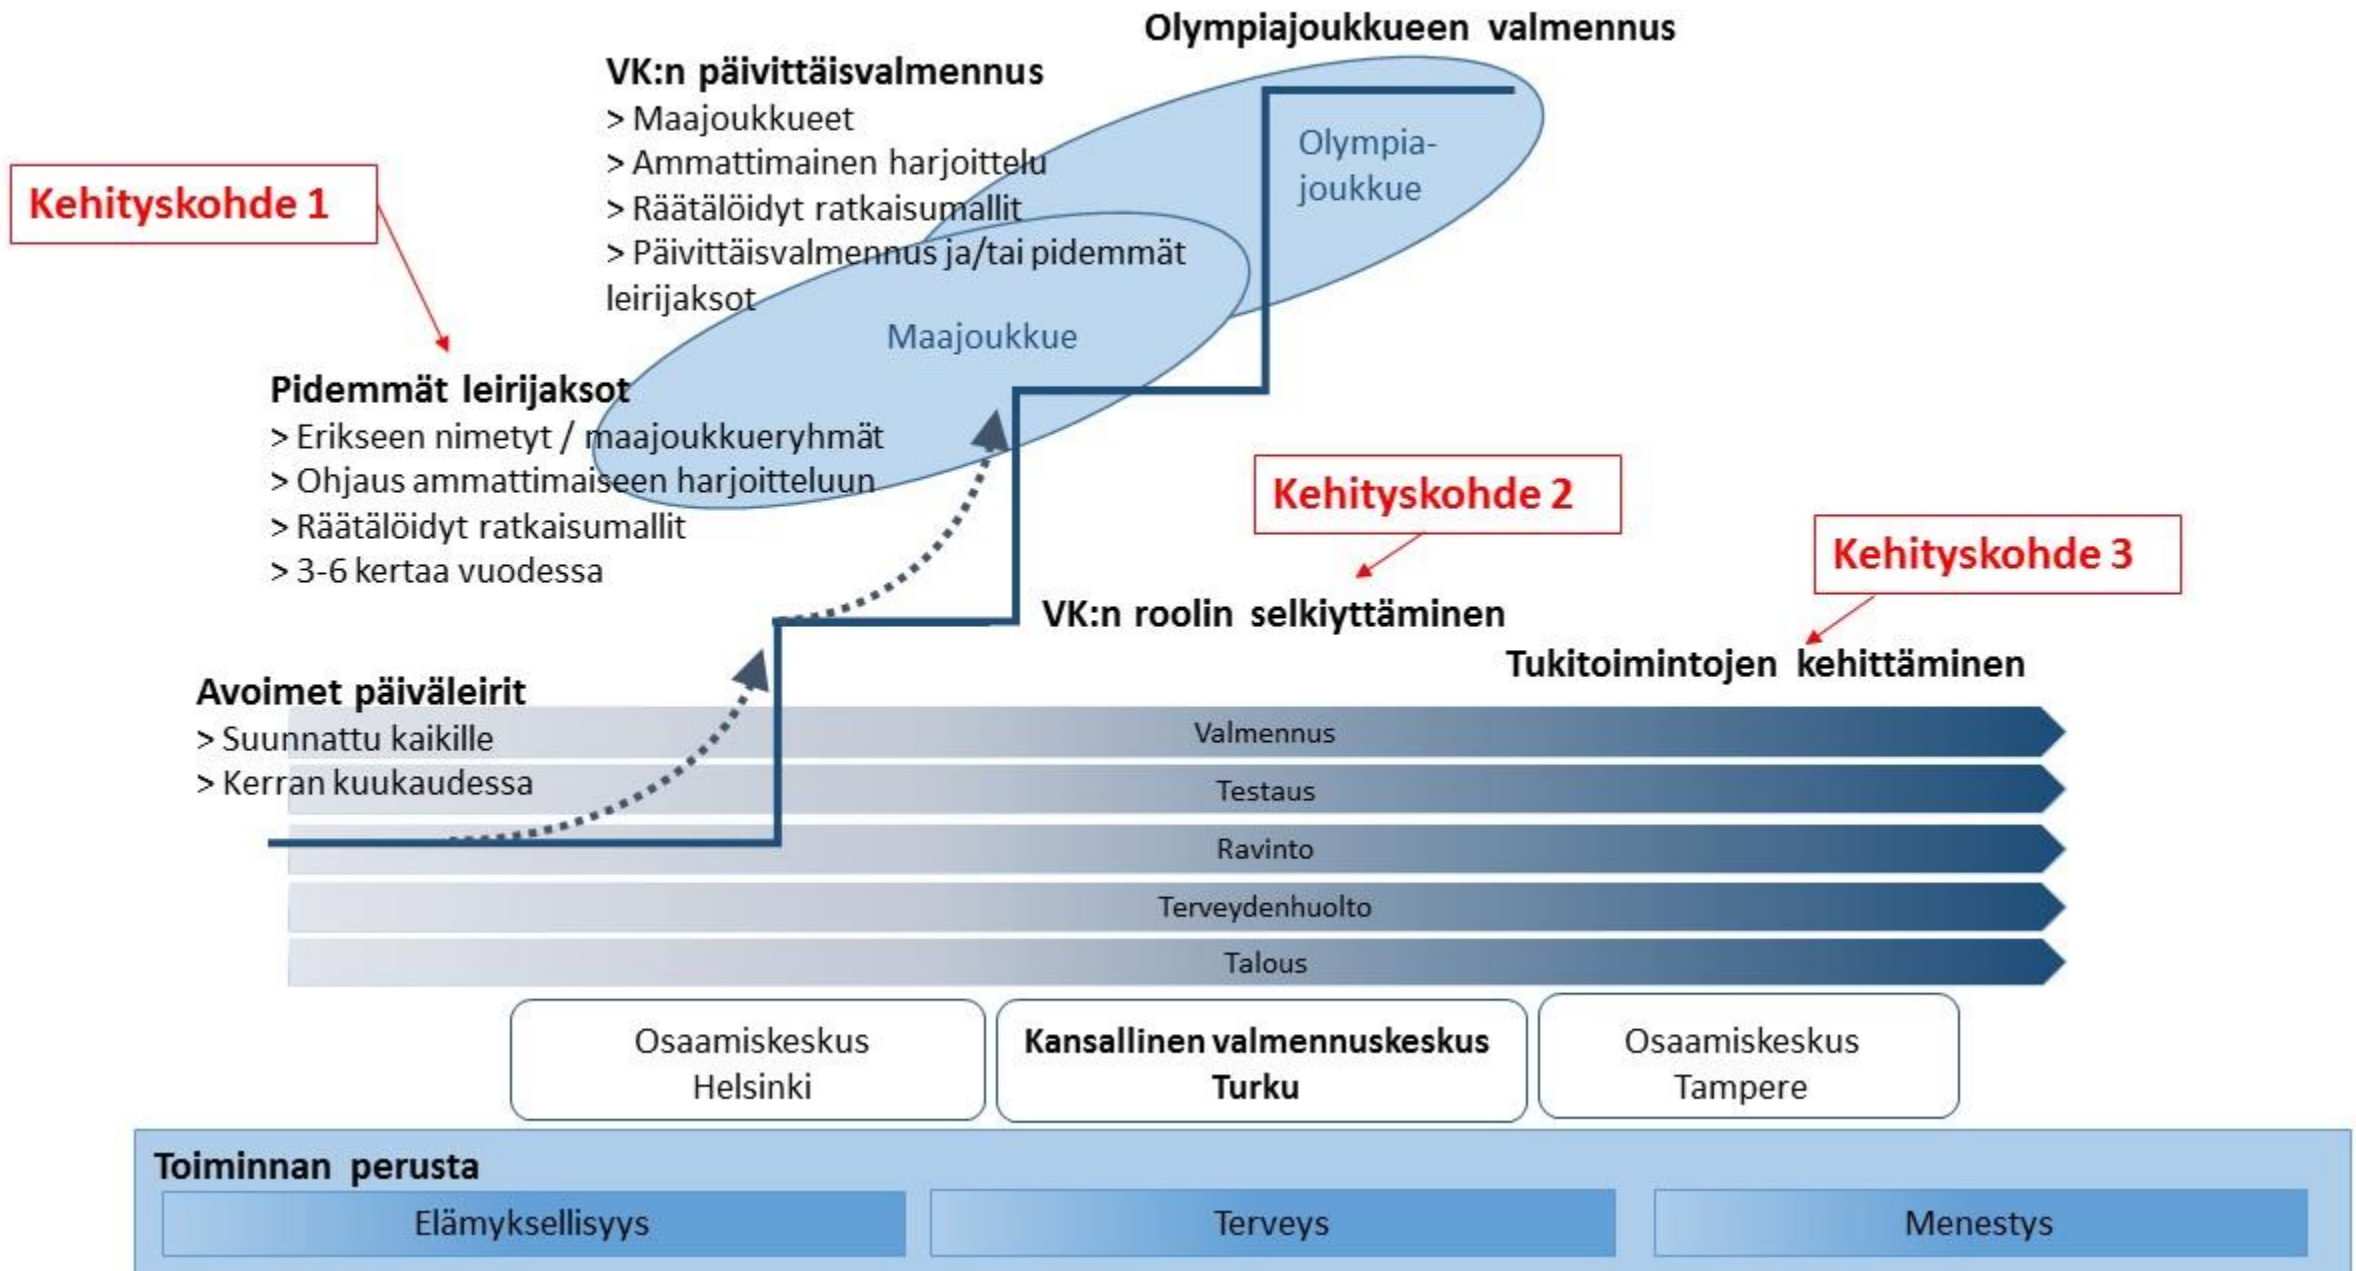 Olympiajoukkueen valmennus
VK:n päivittäisvalmennus
> Maajoukkueet
> Ammattimainen harjoittelu
> Räätälöidyt ratkaisumallit
> Päivittäisvalmennus ja/tai pidemmät
leirijaksot
Olympia-
joukkue
Kehityskohde 1
Maajoukkue
Pidemmät leirijaksot
> Erikseen nimetyt / maajoukkueryhmät
> Ohjaus ammattimaiseen harjoitteluun
> Räätälöidyt ratkaisumallit
> 3-6 kertaa vuodessa
Kehityskohde 2
Kehityskohde 3
VK:n roolin selkiyttäminen
Tukitoimintojen kehittäminen
Avoimet päiväleirit
> Suunnattu kaikille
> Kerran kuukaudessa
Valmennus
Testaus
Ravinto
Terveydenhuolto
Talous
Osaamiskeskus
Helsinki
Kansallinen valmennuskeskus
Turku
Osaamiskeskus
Tampere
Toiminnan perusta
Elämyksellisyys
Terveys
Menestys